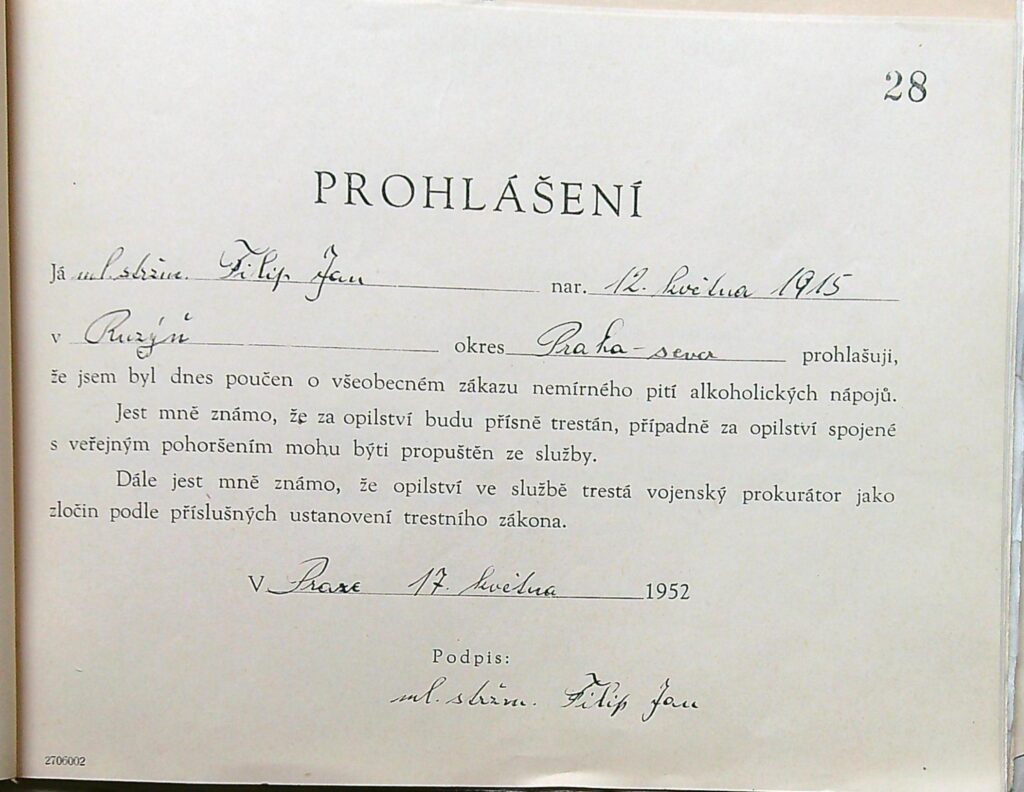 28
PROHLÁŠENÍ
Já ml. stržm. Filip Jan nar. 12. května 1915
v Ruzýň okres Praha-sever prohlašuji,
že jsem byl dnes poučen o všeobecném zákazu nemírného pití alkoholických nápojů.
Jest mně známo, že za opilství budu přísně trestán, případně za opilství spojené
s veřejným pohoršením mohu býti propuštěn ze služby.
Dále jest mně známo, že opilství ve službě trestá vojenský prokurátor jako
zločin podle příslušných ustanovení trestního zákona.
V Praze 17. května 1952
Podpis:
ml. stržm. Filip Jan
2706002